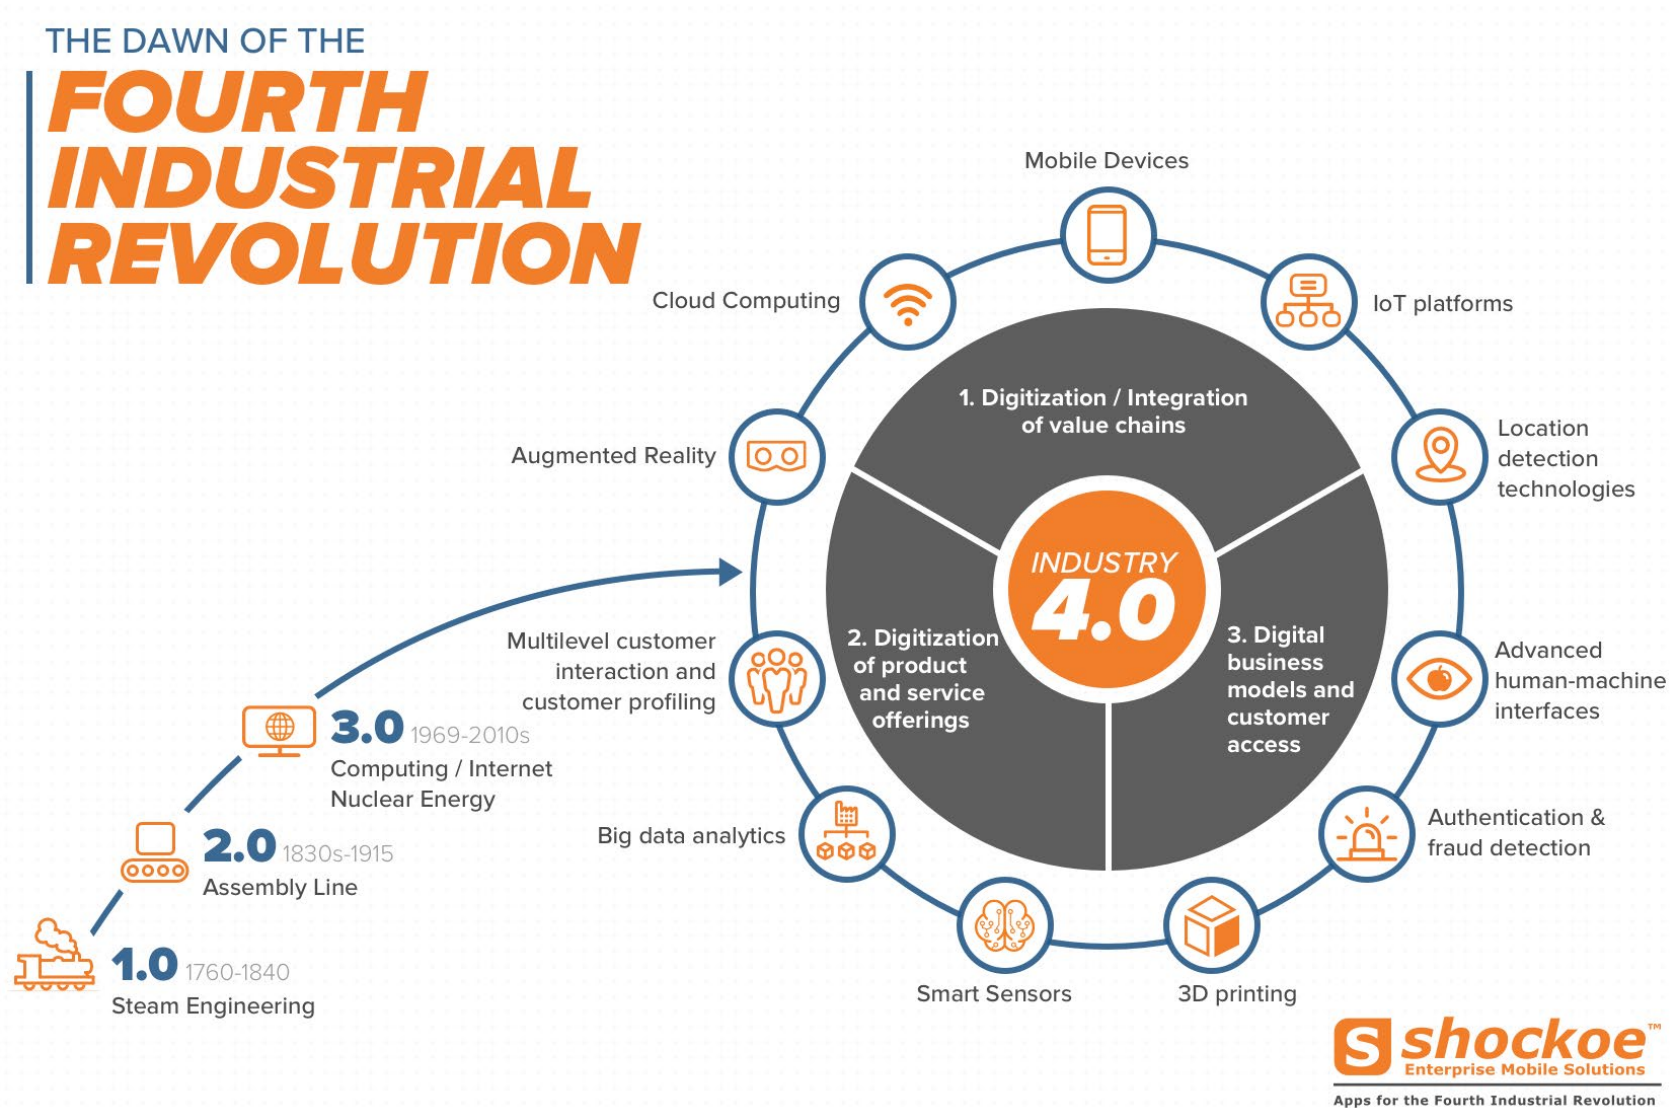 THE DAWN OF THE
FOURTH
INDUSTRIAL
REVOLUTION
Mobile Devices
Cloud Computing
IoT platforms
1. Digitization / Integration
of value chains
Augmented Reality
Location
detection
technologies
INDUSTRY
4.0
Multilevel customer
interaction and
customer profiling
2. Digitization
of product
and service
offerings
3. Digital
business
models and
customer
access
Advanced
human-machine
interfaces
3.0 1969-2010s
Computing / Internet
Nuclear Energy
Big data analytics
Authentication &
fraud detection
2.0 1830s-1915
Assembly Line
1.0 1760-1840
Steam Engineering
Smart Sensors
3D printing
S shockoe™
Enterprise Mobile Solutions
Apps for the Fourth Industrial Revolution